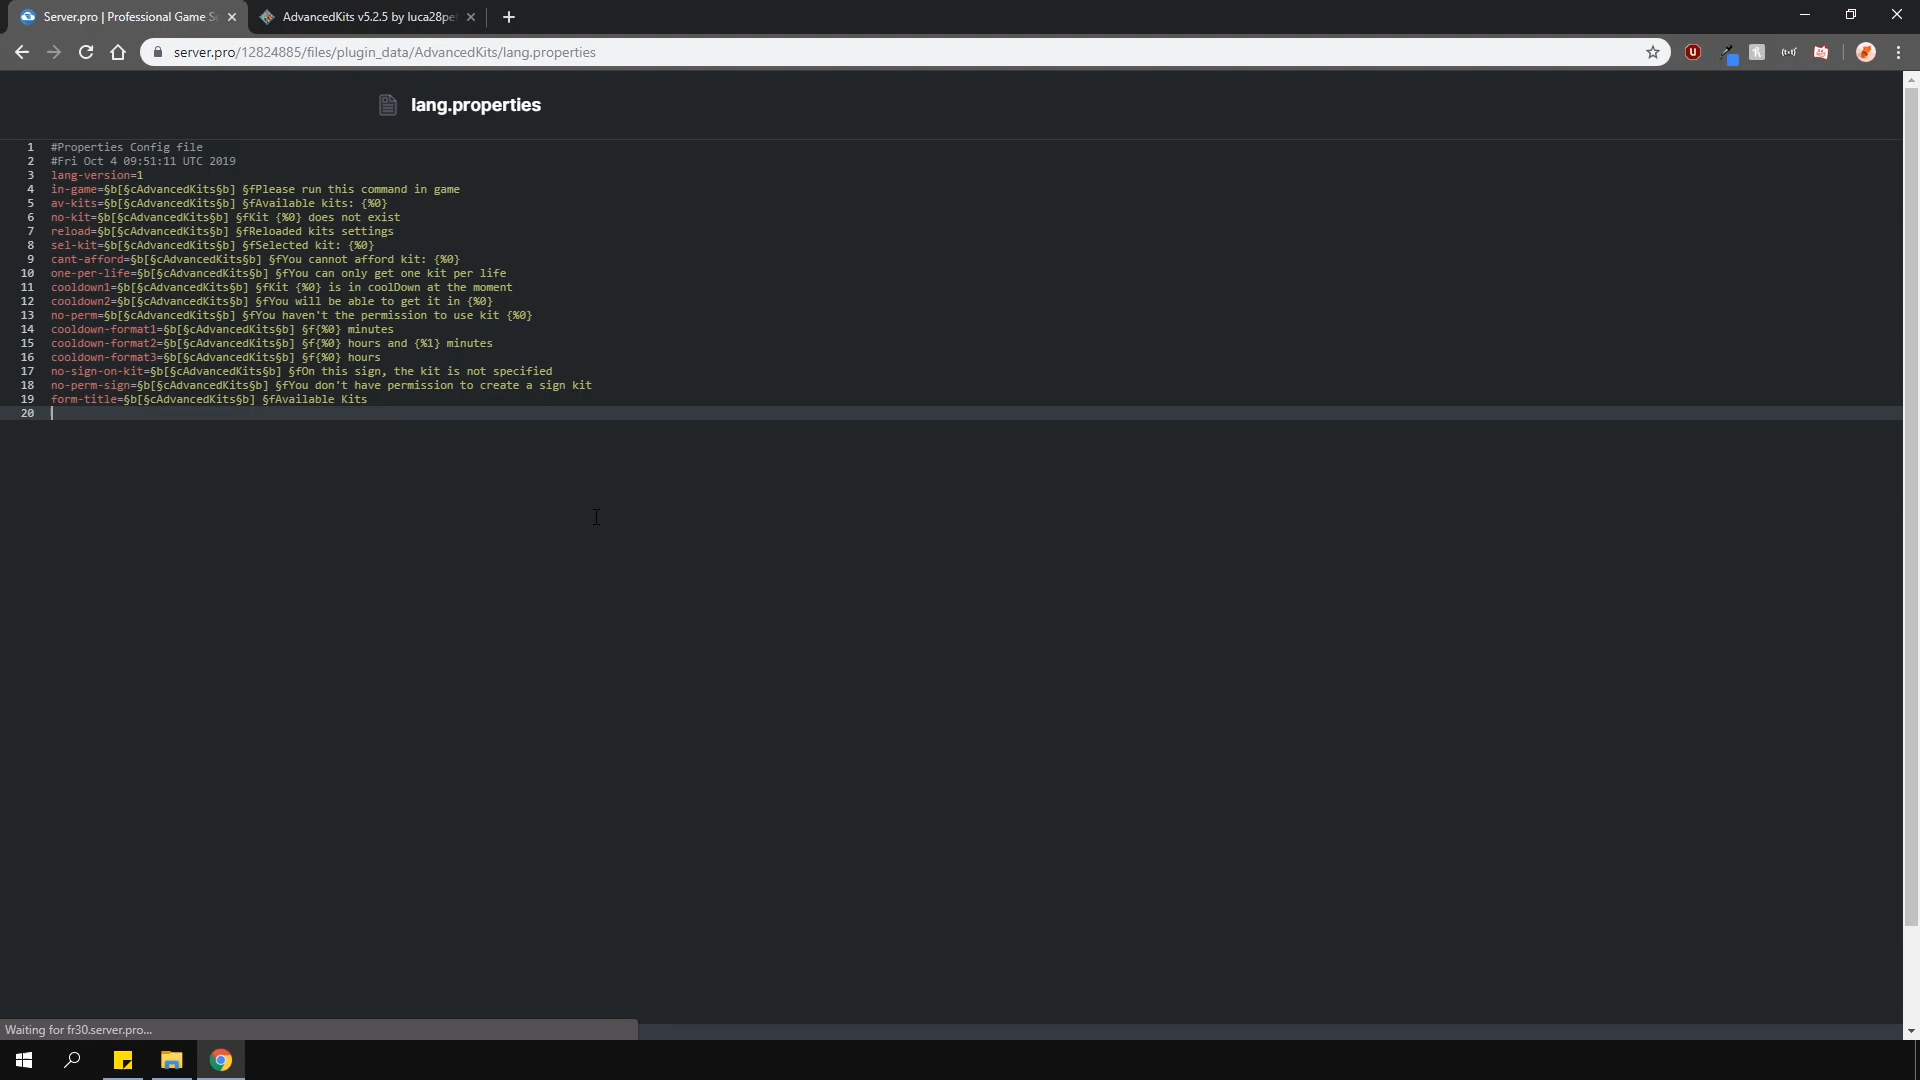 Server.pro | Professional Game S
AdvancedKits v5.2.5 by luca28pe
server.pro/12824885/files/plugin_data/AdvancedKits/lang.properties
lang.properties
1 #Properties Config file
2 #Fri Oct 4 09:51:11 UTC 2019
3 lang-version=1
4 in-game=§b[§cAdvancedKits§b] §fPlease run this command in game
5 av-kits=§b[§cAdvancedKits§b] §fAvailable kits: {%0}
6 no-kit=§b[§cAdvancedKits§b] §fKit {%0} does not exist
7 reload=§b[§cAdvancedKits§b] §fReloaded kits settings
8 sel-kit=§b[§cAdvancedKits§b] §fSelected kit: {%0}
9 cant-afford=§b[§cAdvancedKits§b] §fYou cannot afford kit: {%0}
10 one-per-life=§b[§cAdvancedKits§b] §fYou can only get one kit per life
11 cooldown1=§b[§cAdvancedKits§b] §fKit {%0} is in coolDown at the moment
12 cooldown2=§b[§cAdvancedKits§b] §fYou will be able to get it in {%0}
13 no-perm=§b[§cAdvancedKits§b] §fYou haven't the permission to use kit {%0}
14 cooldown-format1=§b[§cAdvancedKits§b] §f{%0} minutes
15 cooldown-format2=§b[§cAdvancedKits§b] §f{%0} hours and {%1} minutes
16 cooldown-format3=§b[§cAdvancedKits§b] §f{%0} hours
17 no-sign-on-kit=§b[§cAdvancedKits§b] §fOn this sign, the kit is not specified
18 no-perm-sign=§b[§cAdvancedKits§b] §fYou don't have permission to create a sign kit
19 form-title=§b[§cAdvancedKits§b] §fAvailable Kits
20
Waiting for fr30.server.pro...